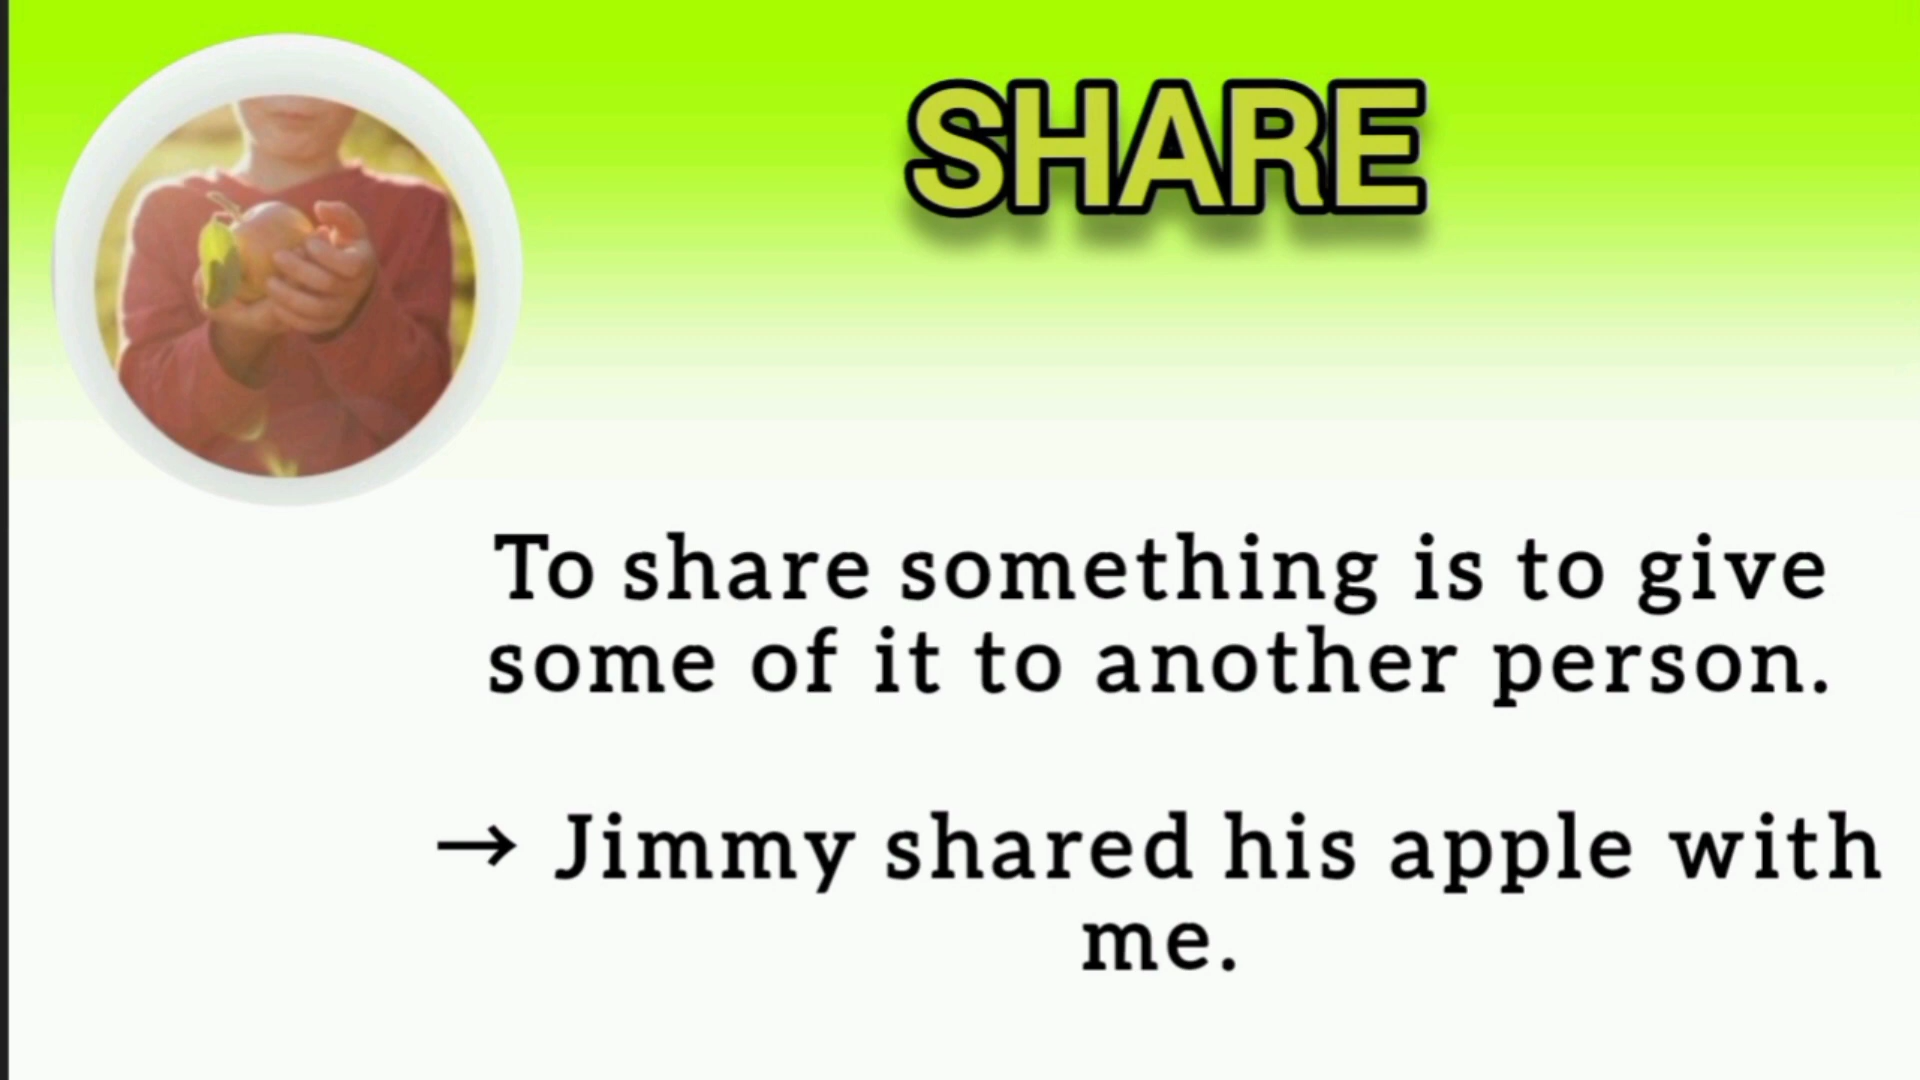 SHARE
To share something is to give
some of it to another person.
→ Jimmy shared his apple with
me.